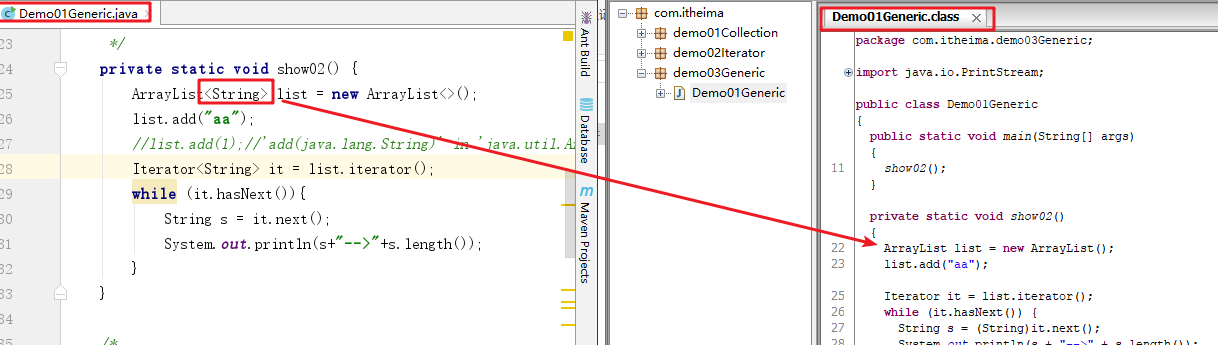 Demo01Generic.java
23 */
24 private static void show02() {
25 ArrayList<String> list = new ArrayList<>();
26 list.add("aa");
27 //list.add(1);//'add(java.lang.String)' in 'java.util.A
28 Iterator<String> it = list.iterator();
29 while (it.hasNext()){
30 String s = it.next();
31 System.out.println(s+"-->"+s.length());
32 }
33 }
34
/*
Ant Build
Database
m
Maven Projects
com.itheima
demo01Collection
demo02Iterator
demo03Generic
Demo01Generic
Demo01Generic.class
package com.itheima.demo03Generic;
import java.io.PrintStream;
public class Demo01Generic
{
public static void main(String[] args)
{
11 show02();
}
private static void show02()
{
22 ArrayList list = new ArrayList();
23 list.add("aa");
25 Iterator it = list.iterator();
26 while (it.hasNext()) {
27 String s = (String)it.next();
28 System.out.println(s + "-->" + s.length());